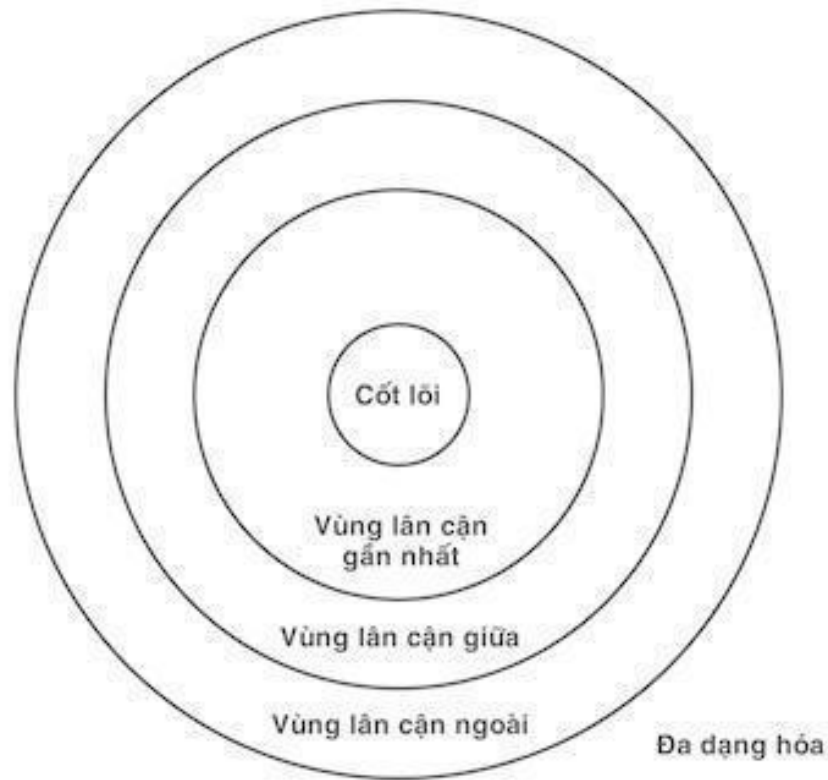 Cốt lõi
Vùng lân cận
gần nhất
Vùng lân cận giữa
Vùng lân cận ngoài
Đa dạng hóa